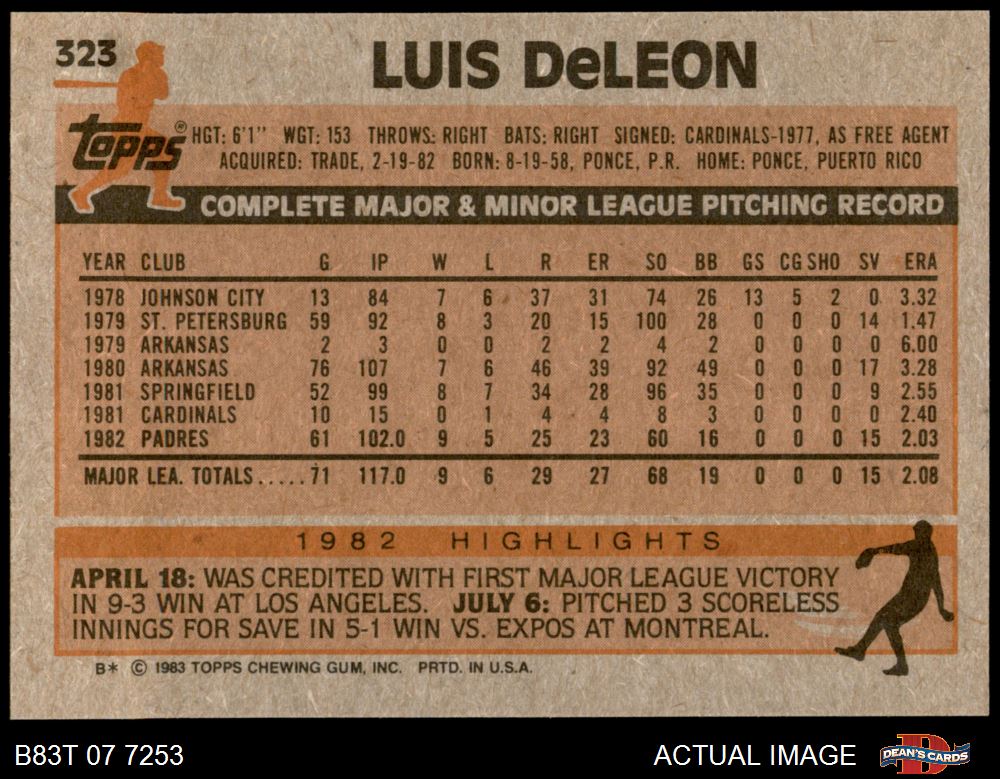 323
LUIS DeLEON
Topps®
HGT: 6'1'' WGT: 153 THROWS: RIGHT BATS: RIGHT SIGNED: CARDINALS-1977, AS FREE AGENT
ACQUIRED: TRADE, 2-19-82 BORN: 8-19-58, PONCE, P.R. HOME: PONCE, PUERTO RICO
COMPLETE MAJOR & MINOR LEAGUE PITCHING RECORD
YEAR CLUB G IP W L R ER SO BB GS CG SHO SV ERA
1978 JOHNSON CITY 13 84 7 6 37 31 74 26 13 5 2 0 3.32
1979 ST. PETERSBURG 59 92 8 3 20 15 100 28 0 0 0 14 1.47
1979 ARKANSAS 2 3 0 0 2 2 4 2 0 0 0 0 6.00
1980 ARKANSAS 76 107 7 6 46 39 92 49 0 0 0 17 3.28
1981 SPRINGFIELD 52 99 8 7 34 28 96 35 0 0 0 9 2.55
1981 CARDINALS 10 15 0 1 4 4 8 3 0 0 0 0 2.40
1982 PADRES 61 102.0 9 5 25 23 60 16 0 0 0 15 2.03
MAJOR LEA. TOTALS.....71 117.0 9 6 29 27 68 19 0 0 0 15 2.08
1982 HIGHLIGHTS
APRIL 18: WAS CREDITED WITH FIRST MAJOR LEAGUE VICTORY
IN 9-3 WIN AT LOS ANGELES. JULY 6: PITCHED 3 SCORELESS
INNINGS FOR SAVE IN 5-1 WIN VS. EXPOS AT MONTREAL.
B* © 1983 TOPPS CHEWING GUM, INC. PRTD. IN U.S.A.
B83T 07 7253
ACTUAL IMAGE
D
DEAN'S CARDS